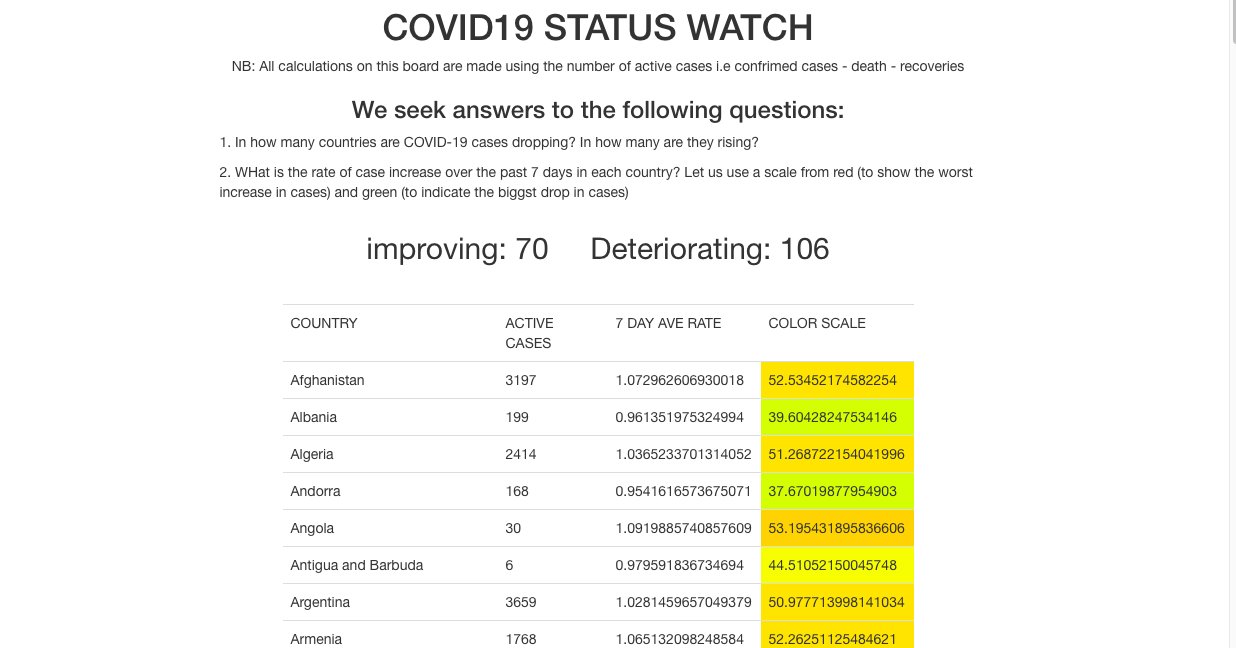 COVID19 STATUS WATCH
NB: All calculations on this board are made using the number of active cases i.e confrimed cases - death - recoveries
We seek answers to the following questions:
1. In how many countries are COVID-19 cases dropping? In how many are they rising?
2. WHat is the rate of case increase over the past 7 days in each country? Let us use a scale from red (to show the worst
increase in cases) and green (to indicate the biggst drop in cases)
improving: 70 Deteriorating: 106
COUNTRY ACTIVE CASES 7 DAY AVE RATE COLOR SCALE
Afghanistan 3197 1.072962606930018 52.53452174582254
Albania 199 0.961351975324994 39.60428247534146
Algeria 2414 1.0365233701314052 51.268722154041996
Andorra 168 0.9541616573675071 37.67019877954903
Angola 30 1.0919885740857609 53.195431895836606
Antigua and Barbuda 6 0.979591836734694 44.51052150045748
Argentina 3659 1.0281459657049379 50.977713998141034
Armenia 1768 1.065132098248584 52.26251125484621